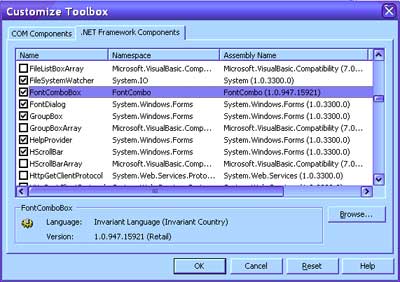 Customize Toolbox
COM Components .NET Framework Components
Name Namespace Assembly Name
FileListBoxArray Microsoft.VisualBasic.Comp... Microsoft.VisualBasic.Compatibility (7.0...
FileSystemWatcher System.IO System (1.0.3300.0)
FontComboBox FontCombo FontCombo (1.0.947.15921)
FontDialog System.Windows.Forms System.Windows.Forms (1.0.3300.0)
GroupBox System.Windows.Forms System.Windows.Forms (1.0.3300.0)
GroupBoxArray Microsoft.VisualBasic.Comp... Microsoft.VisualBasic.Compatibility (7.0...
HelpProvider System.Windows.Forms System.Windows.Forms (1.0.3300.0)
HScrollBar System.Windows.Forms System.Windows.Forms (1.0.3300.0)
HScrollBarArray Microsoft.VisualBasic.Comp... Microsoft.VisualBasic.Compatibility (7.0...
HttpGetClientProtocol System.Web.Services.Proto... System.Web.Services (1.0.3300.0)
FontComboBox
Language: Invariant Language (Invariant Country)
Version: 1.0.947.15921 (Retail)
Browse...
OK Cancel Reset Help